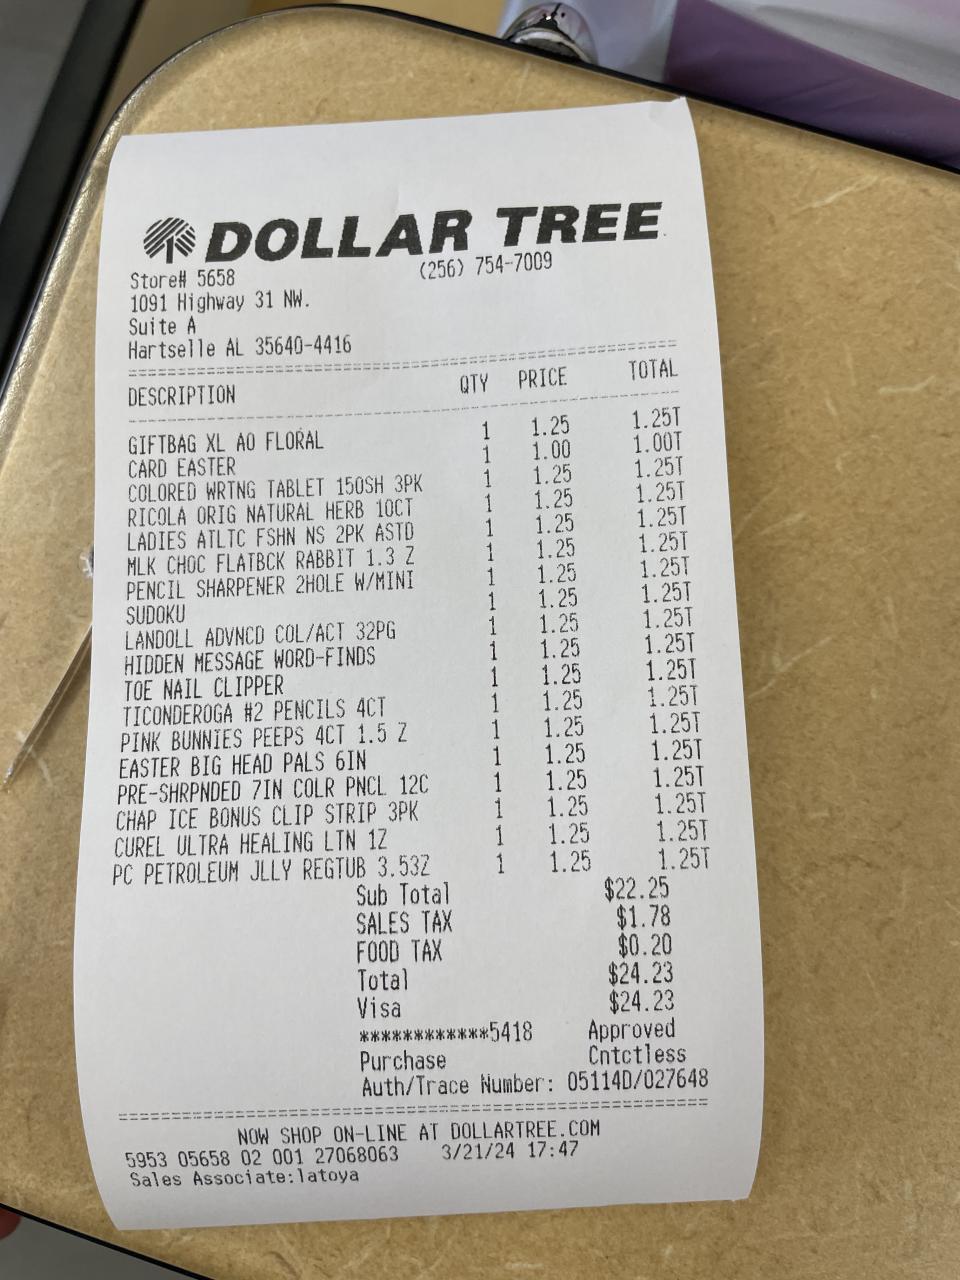 DOLLAR TREE
Store# 5658 (256) 754-7009
1091 Highway 31 NW.
Suite A
Hartselle AL 35640-4416
DESCRIPTION QTY PRICE TOTAL
GIFTBAG XL AO FLORAL 1 1.25 1.25T
CARD EASTER 1 1.00 1.00T
COLORED WRTNG TABLET 150SH 3PK 1 1.25 1.25T
RICOLA ORIG NATURAL HERB 10CT 1 1.25 1.25T
LADIES ATLTC FSHN NS 2PK ASTD 1 1.25 1.25T
MLK CHOC FLATBCK RABBIT 1.3 Z 1 1.25 1.25T
PENCIL SHARPENER 2HOLE W/MINI 1 1.25 1.25T
SUDOKU 1 1.25 1.25T
LANDOLL ADVNCD COL/ACT 32PG 1 1.25 1.25T
HIDDEN MESSAGE WORD-FINDS 1 1.25 1.25T
TOE NAIL CLIPPER 1 1.25 1.25T
TICONDEROGA #2 PENCILS 4CT 1 1.25 1.25T
PINK BUNNIES PEEPS 4CT 1.5 Z 1 1.25 1.25T
EASTER BIG HEAD PALS 6IN 1 1.25 1.25T
PRE-SHRPNDED 7IN COLR PNCL 12C 1 1.25 1.25T
CHAP ICE BONUS CLIP STRIP 3PK 1 1.25 1.25T
CUREL ULTRA HEALING LTN 1Z 1 1.25 1.25T
PC PETROLEUM JLLY REGTUB 3.53Z 1 1.25 1.25T
Sub Total $22.25
SALES TAX $1.78
FOOD TAX $0.20
Total $24.23
Visa $24.23
************5418 Approved
Purchase Cntctless
Auth/Trace Number: 05114D/027648
NOW SHOP ON-LINE AT DOLLARTREE.COM
5953 05658 02 001 27068063 3/21/24 17:47
Sales Associate:latoya